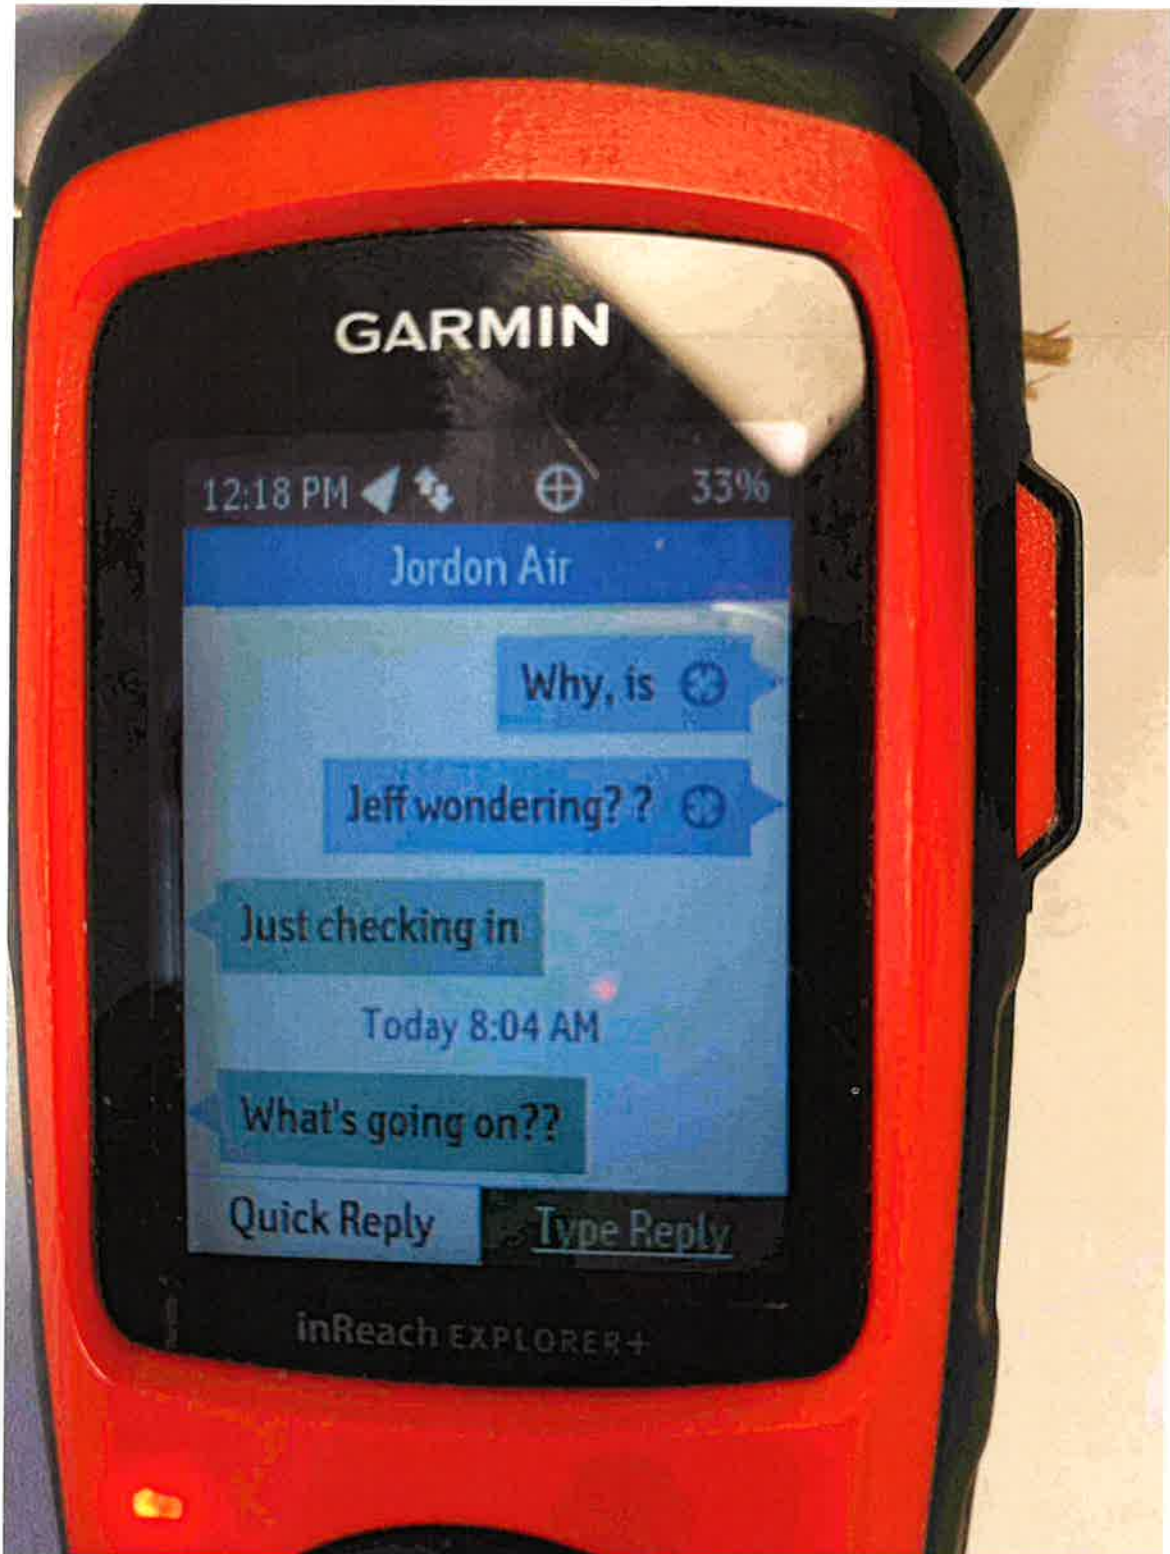 GARMIN
12:18 PM 33%
Jordon Air
Why, is
Jeff wondering? ?
Just checking in
Today 8:04 AM
What's going on??
Quick Reply Type Reply
inReach EXPLORER+